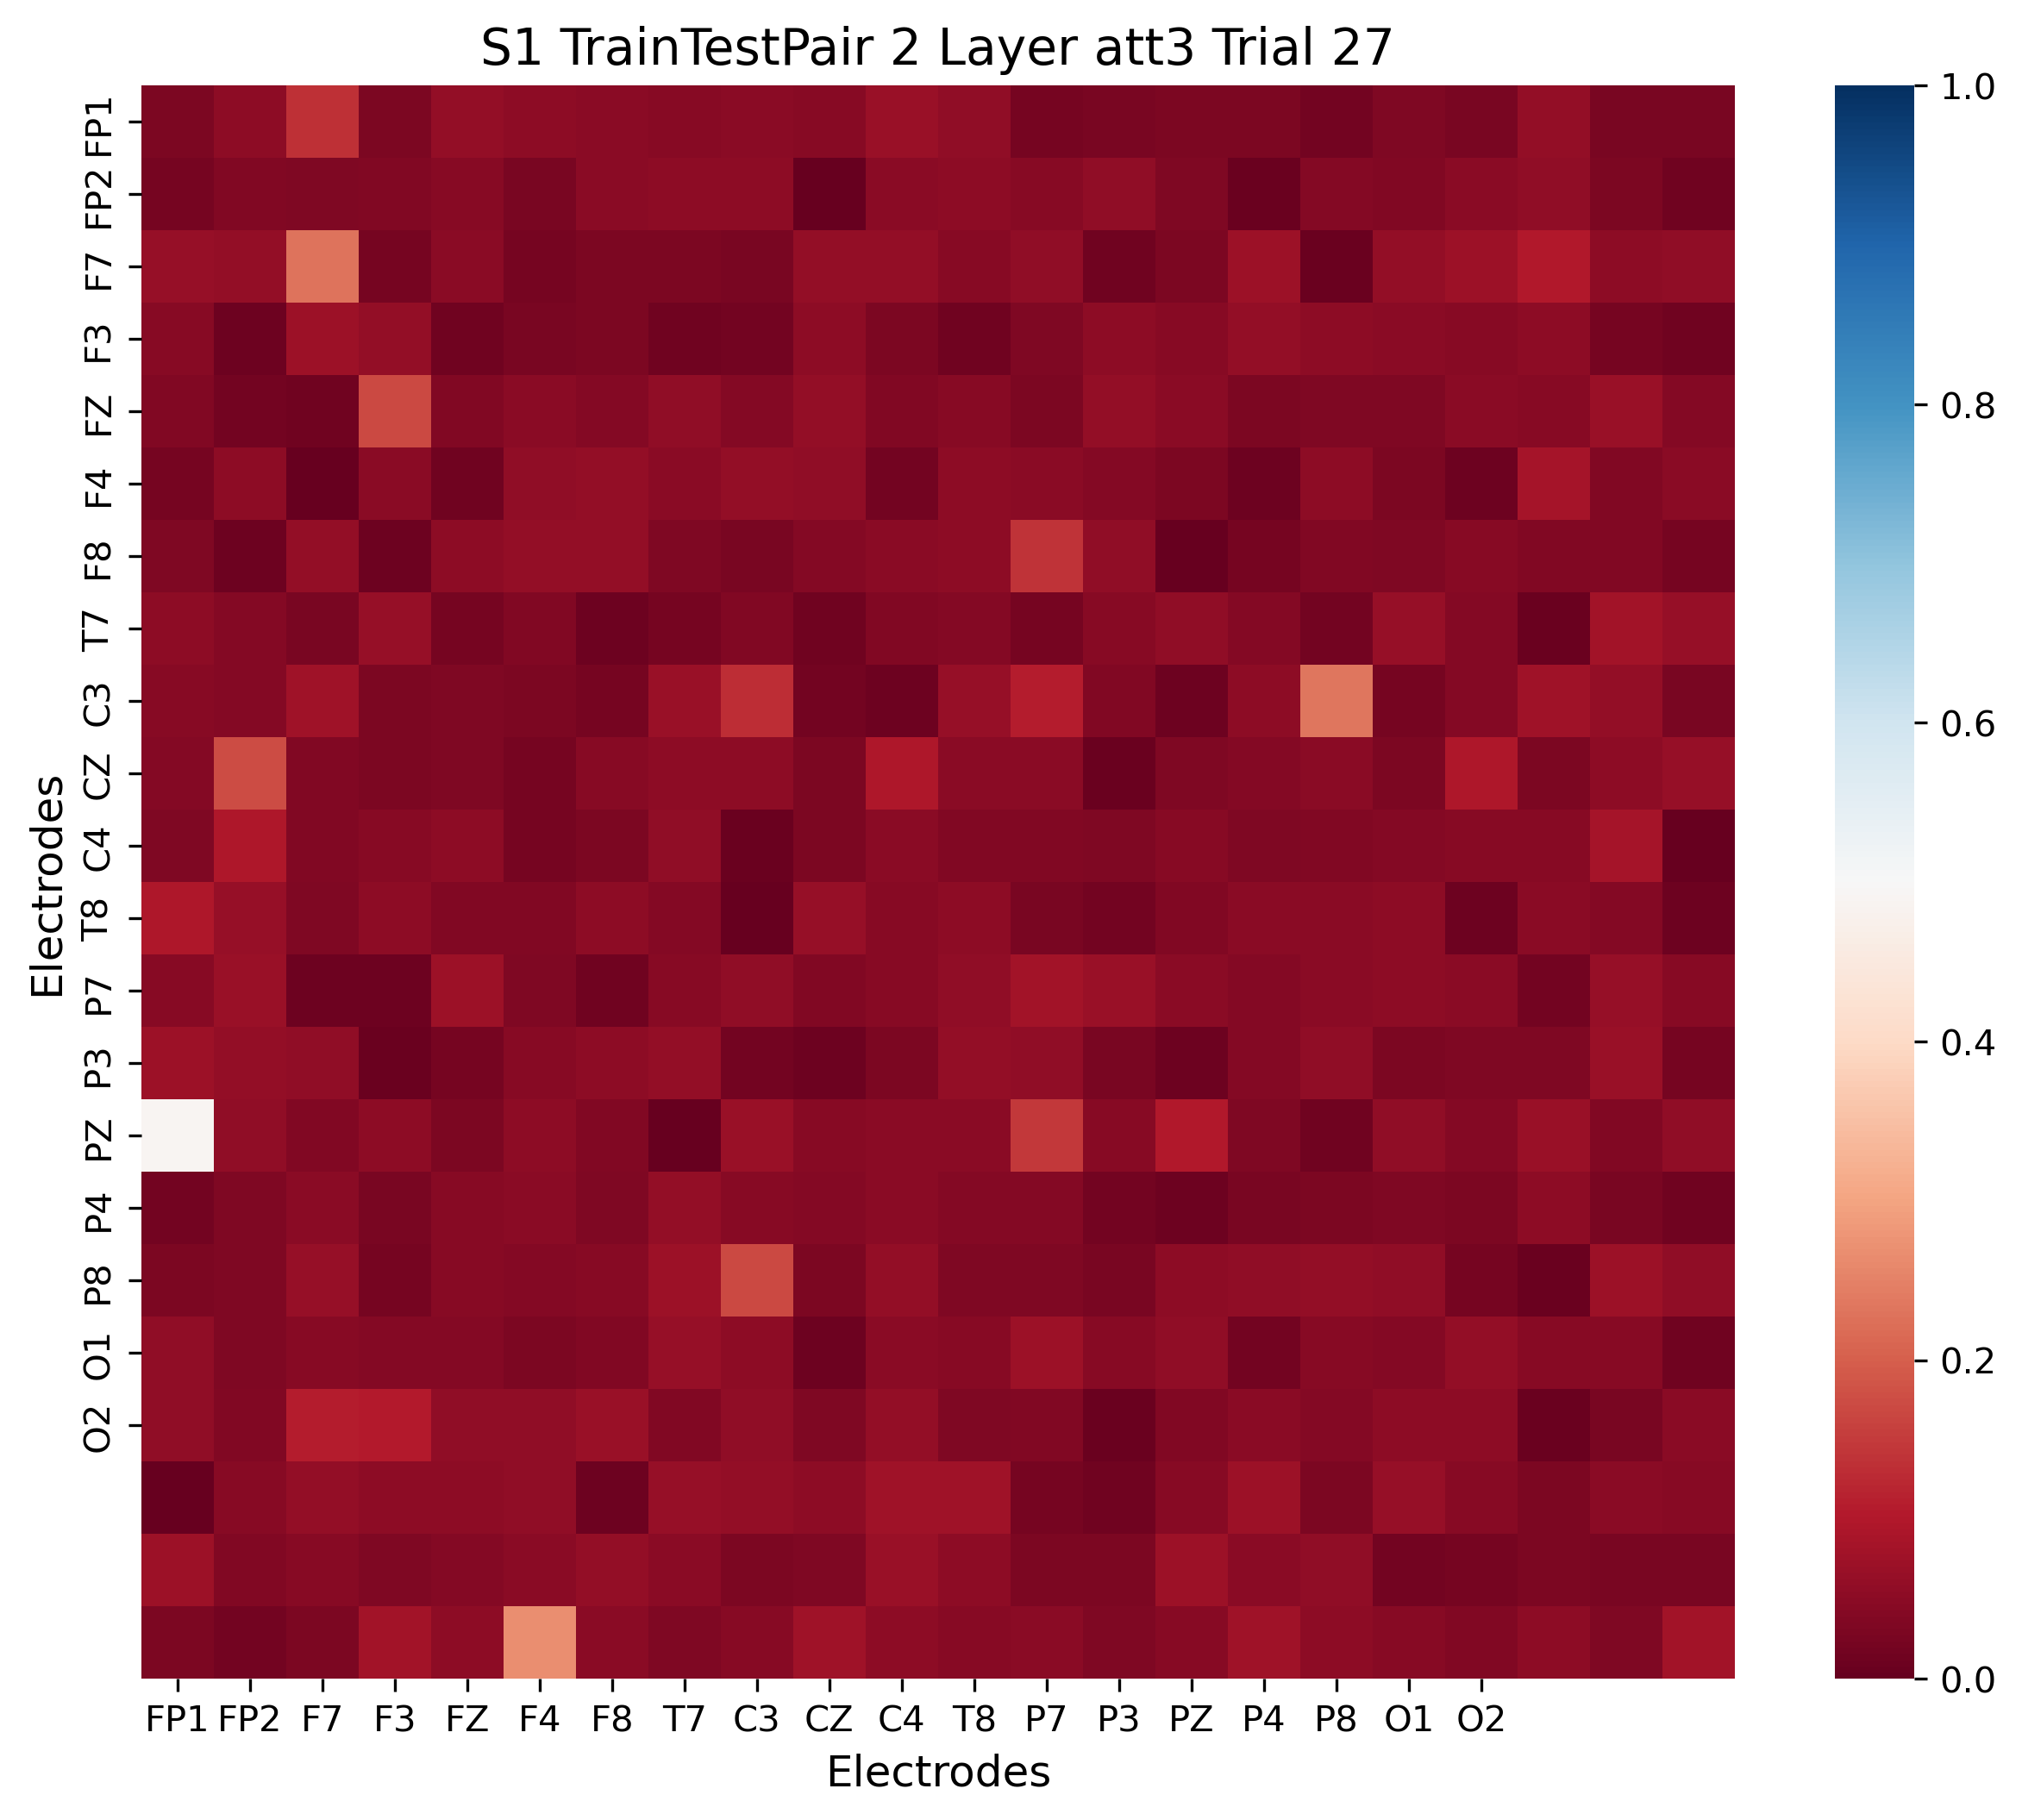 S1 TrainTestPair 2 Layer att3 Trial 27
Electrodes
FP1
FP2
F7
F3
FZ
F4
F8
T7
C3
CZ
C4
T8
P7
P3
PZ
P4
P8
O1
O2
FP1 FP2 F7 F3 FZ F4 F8 T7 C3 CZ C4 T8 P7 P3 PZ P4 P8 O1 O2
Electrodes
1.0
0.8
0.6
0.4
0.2
0.0